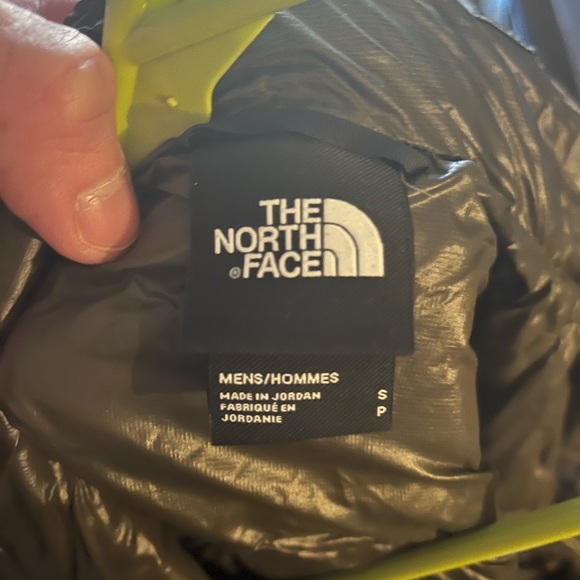 THE
NORTH
®FACE
MENS/HOMMES
MADE IN JORDAN S
FABRIQUÉ EN P
JORDANIE